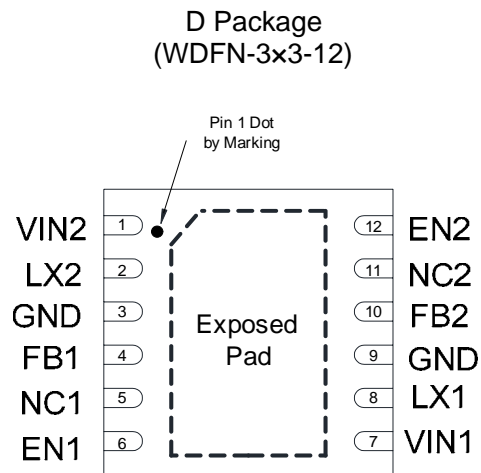 D Package
(WDFN-3×3-12)
Pin 1 Dot
by Marking
VIN2 1
LX2 2
GND 3
FB1 4
NC1 5
EN1 6
Exposed
Pad
12 EN2
11 NC2
10 FB2
9 GND
8 LX1
7 VIN1